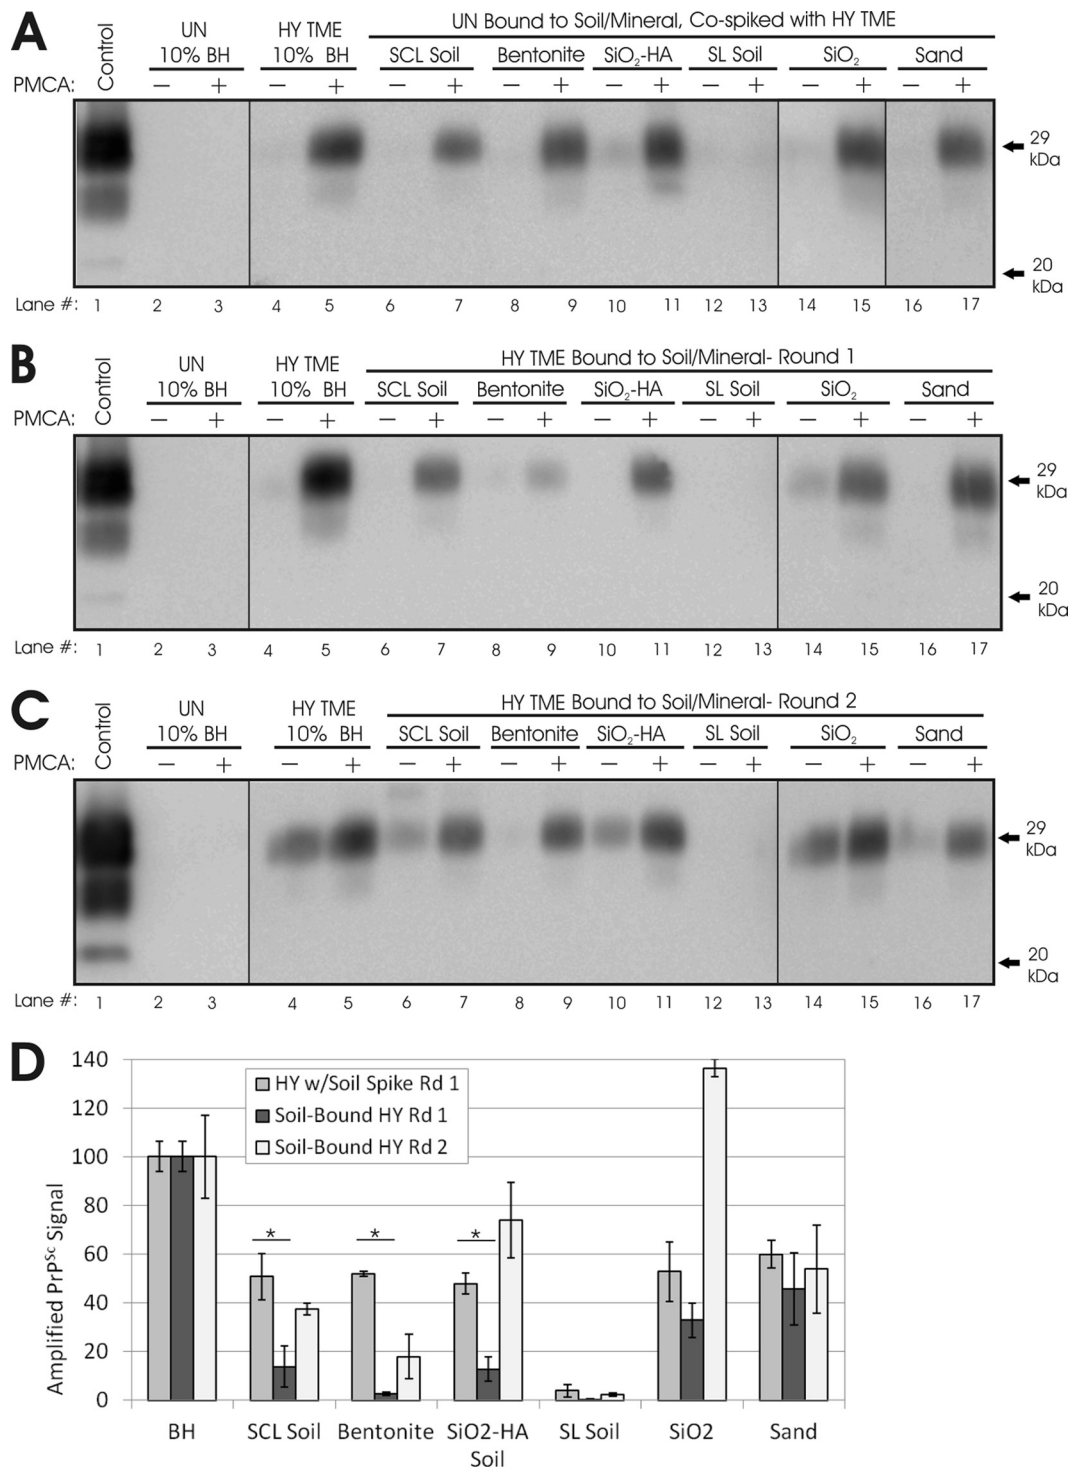 A
Control
UN
10% BH
HY TME
10% BH
UN Bound to Soil/Mineral, Co-spiked with HY TME
SCL Soil Bentonite SiO2-HA SL Soil SiO2 Sand
PMCA: − + − + − + − + − + − + − + − +
29
kDa
20
kDa
Lane #: 1 2 3 4 5 6 7 8 9 10 11 12 13 14 15 16 17
B
Control
UN
10% BH
HY TME
10% BH
HY TME Bound to Soil/Mineral- Round 1
SCL Soil Bentonite SiO2-HA SL Soil SiO2 Sand
PMCA: − + − + − + − + − + − + − + − +
29
kDa
20
kDa
Lane #: 1 2 3 4 5 6 7 8 9 10 11 12 13 14 15 16 17
C
Control
UN
10% BH
HY TME
10% BH
HY TME Bound to Soil/Mineral- Round 2
SCL Soil Bentonite SiO2-HA SL Soil SiO2 Sand
PMCA: − + − + − + − + − + − + − + − +
29
kDa
20
kDa
Lane #: 1 2 3 4 5 6 7 8 9 10 11 12 13 14 15 16 17
D
Amplified PrPSc Signal
140
120
100
80
60
40
20
0
HY w/Soil Spike Rd 1
Soil-Bound HY Rd 1
Soil-Bound HY Rd 2
* * *
BH SCL Soil Bentonite SiO2-HA SL Soil SiO2 Sand
Soil